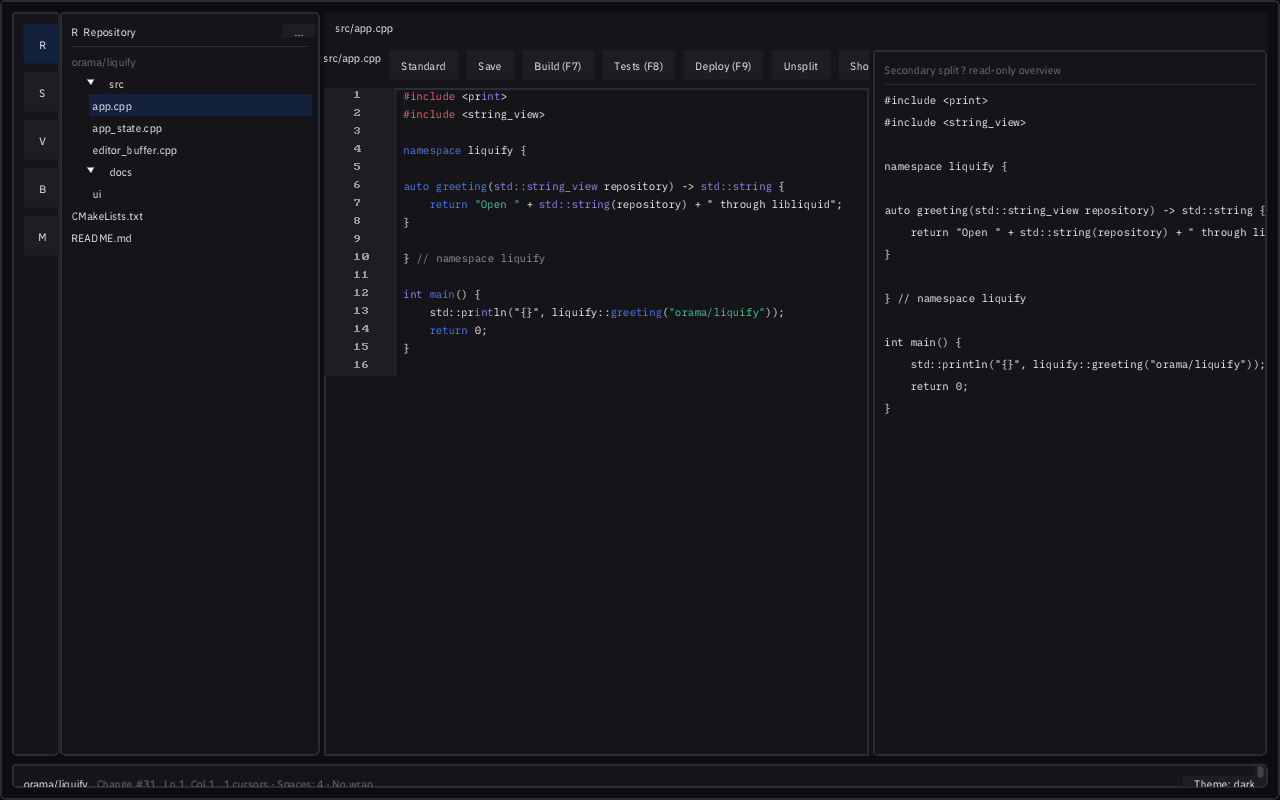 R
S
V
B
M
R Repository
...
orama/liquify
src
app.cpp
app_state.cpp
editor_buffer.cpp
docs
ui
CMakeLists.txt
README.md
src/app.cpp
src/app.cpp Standard Save Build (F7) Tests (F8) Deploy (F9) Unsplit Sho
1 #include <print>
2 #include <string_view>
3
4 namespace liquify {
5
6 auto greeting(std::string_view repository) -> std::string {
7     return "Open " + std::string(repository) + " through libliquid";
8 }
9
10 } // namespace liquify
11
12 int main() {
13     std::println("{}", liquify::greeting("orama/liquify"));
14     return 0;
15 }
16
Secondary split ? read-only overview
#include <print>
#include <string_view>
namespace liquify {
auto greeting(std::string_view repository) -> std::string {
    return "Open " + std::string(repository) + " through li
}
} // namespace liquify
int main() {
    std::println("{}", liquify::greeting("orama/liquify"));
    return 0;
}
orama/liquify Change #31 Ln 1, Col 1 1 cursors · Spaces: 4 · No wrap
Theme: dark